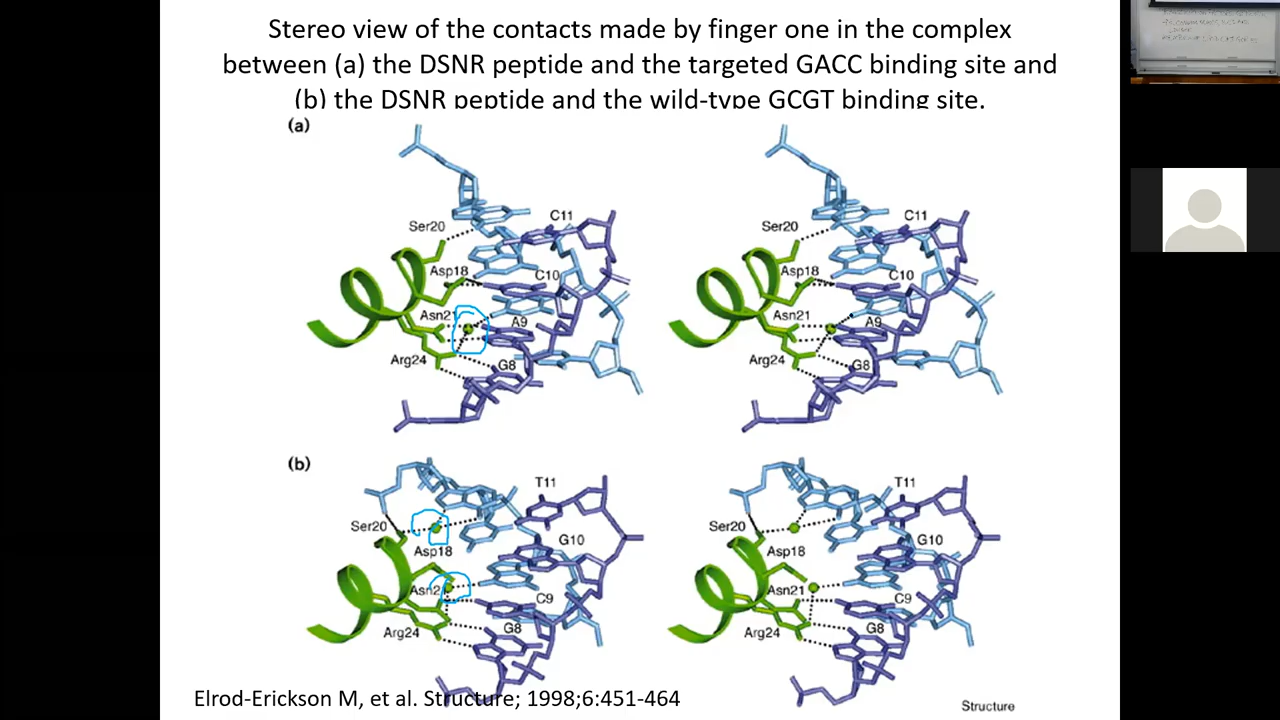 Stereo view of the contacts made by finger one in the complex
between (a) the DSNR peptide and the targeted GACC binding site and
(b) the DSNR peptide and the wild-type GCGT binding site.
(a)
C11
C11
Ser20
Ser20
Asp18
C10
Asp18
C10
Asn21
A9
Asn21
A9
Arg24
G8
Arg24
G8
(b)
T11
T11
Ser20
Ser20
Asp18
G10
Asp18
G10
Asn21
C9
Asn21
C9
Arg24
G8
Arg24
G8
Elrod-Erickson M, et al. Structure; 1998;6:451-464
Structure